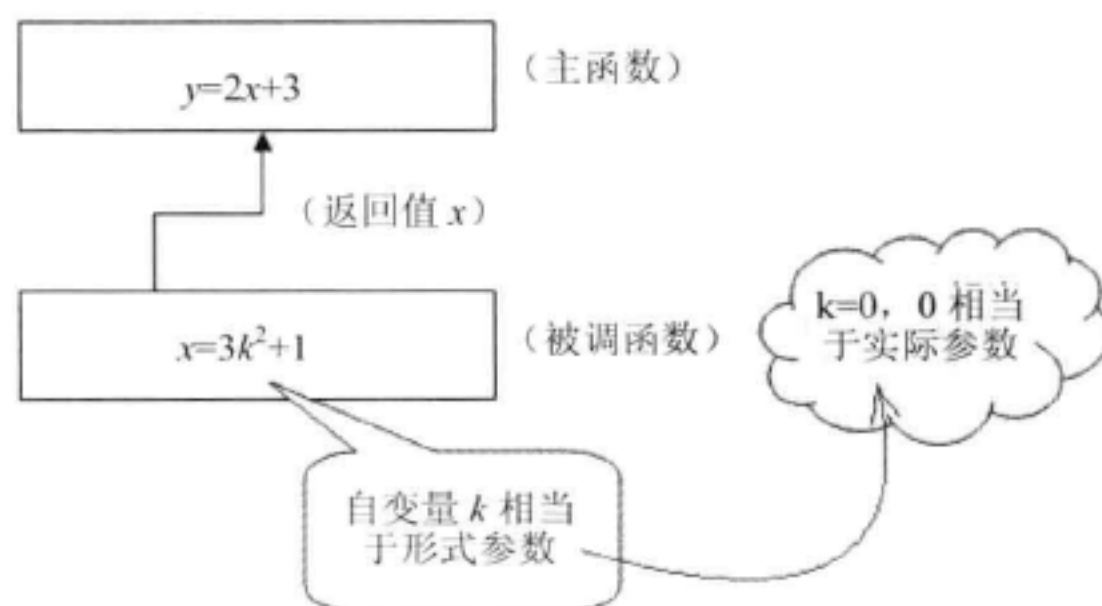 y=2x+3
（主函数）
（返回值 x）
x=3k²+1
（被调函数）
k=0，0 相当
于实际参数
自变量 k 相当
于形式参数